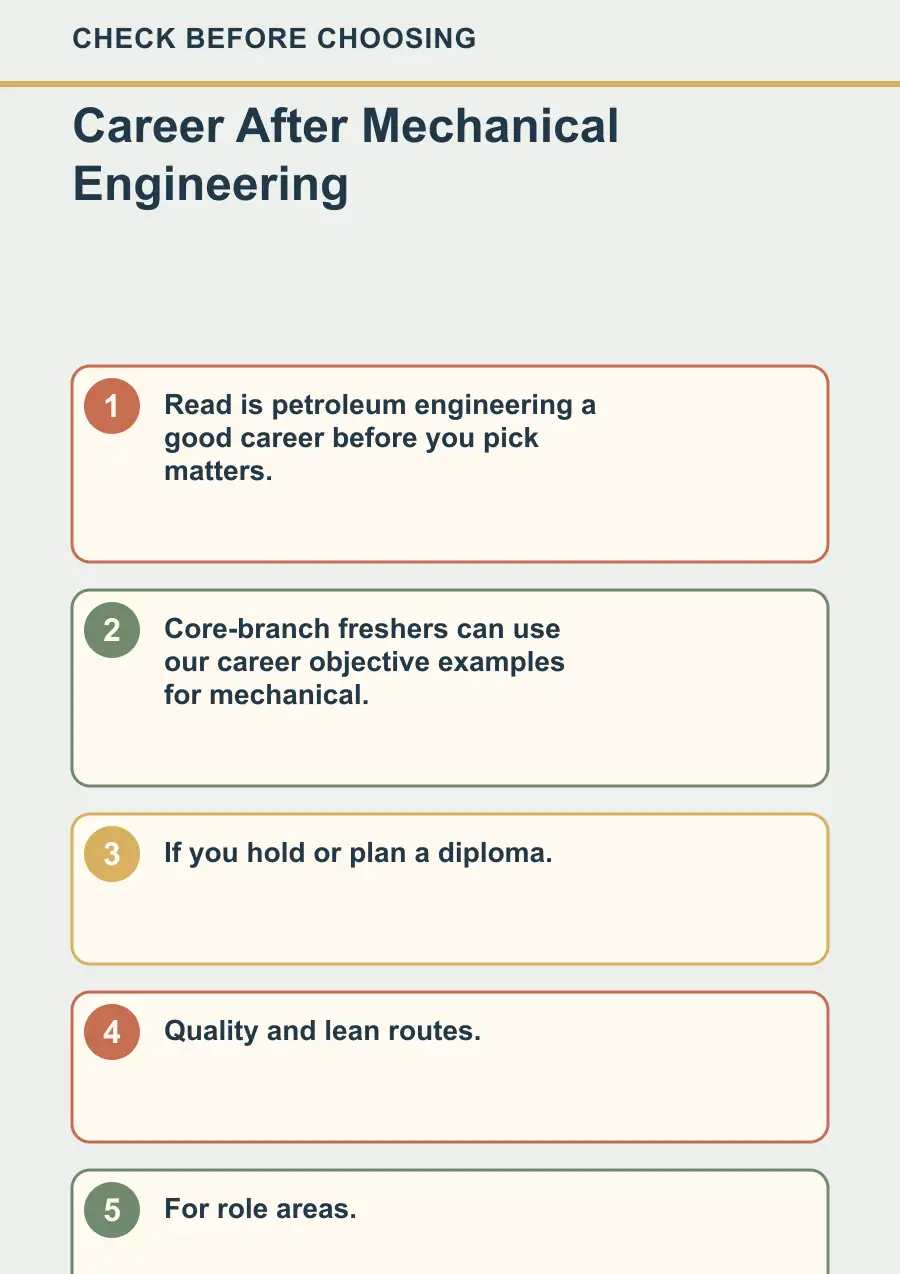 CHECK BEFORE CHOOSING
Career After Mechanical
Engineering
1
Read is petroleum engineering a
good career before you pick
matters.
2
Core-branch freshers can use
our career objective examples
for mechanical.
3
If you hold or plan a diploma.
4
Quality and lean routes.
5
For role areas.